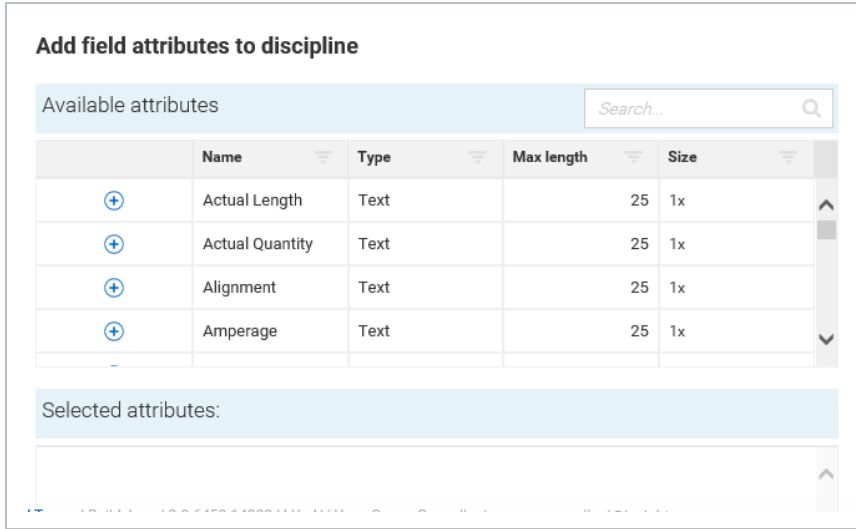 Add field attributes to discipline
Available attributes Search...
Name Type Max length Size
Actual Length Text 25 1x
Actual Quantity Text 25 1x
Alignment Text 25 1x
Amperage Text 25 1x
Selected attributes: